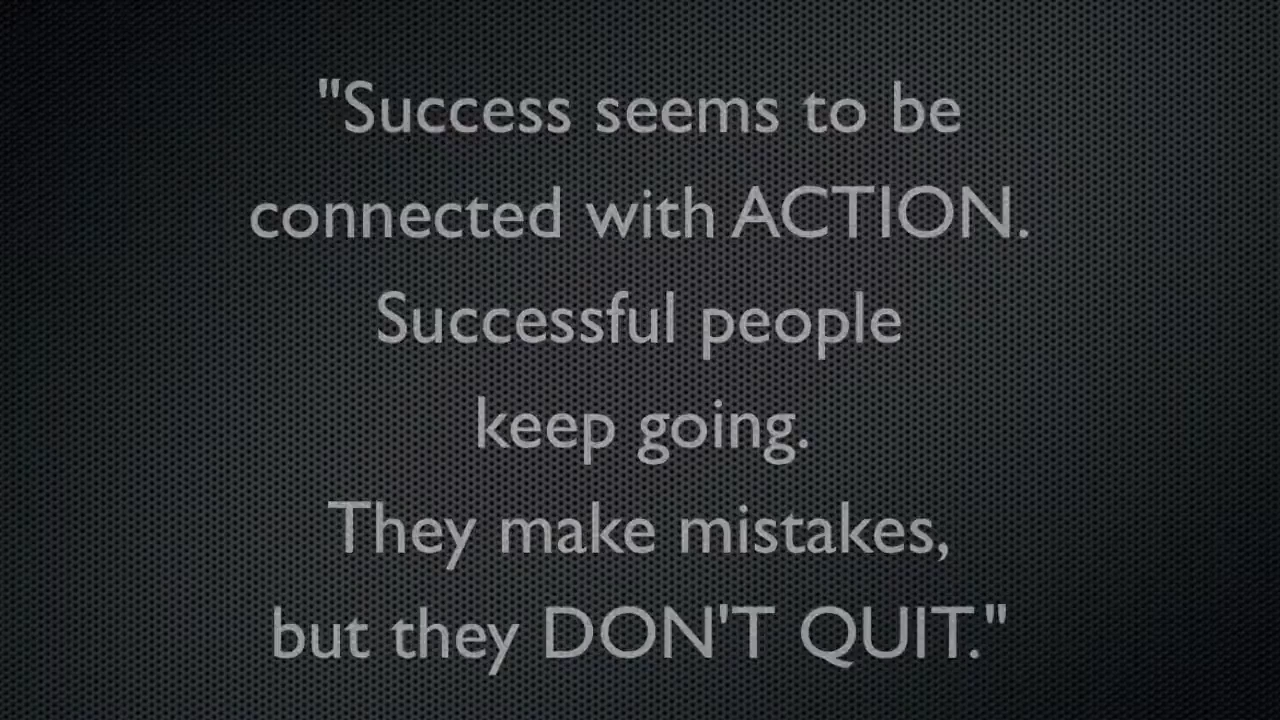 "Success seems to be
connected with ACTION.
Successful people
keep going.
They make mistakes,
but they DON'T QUIT."